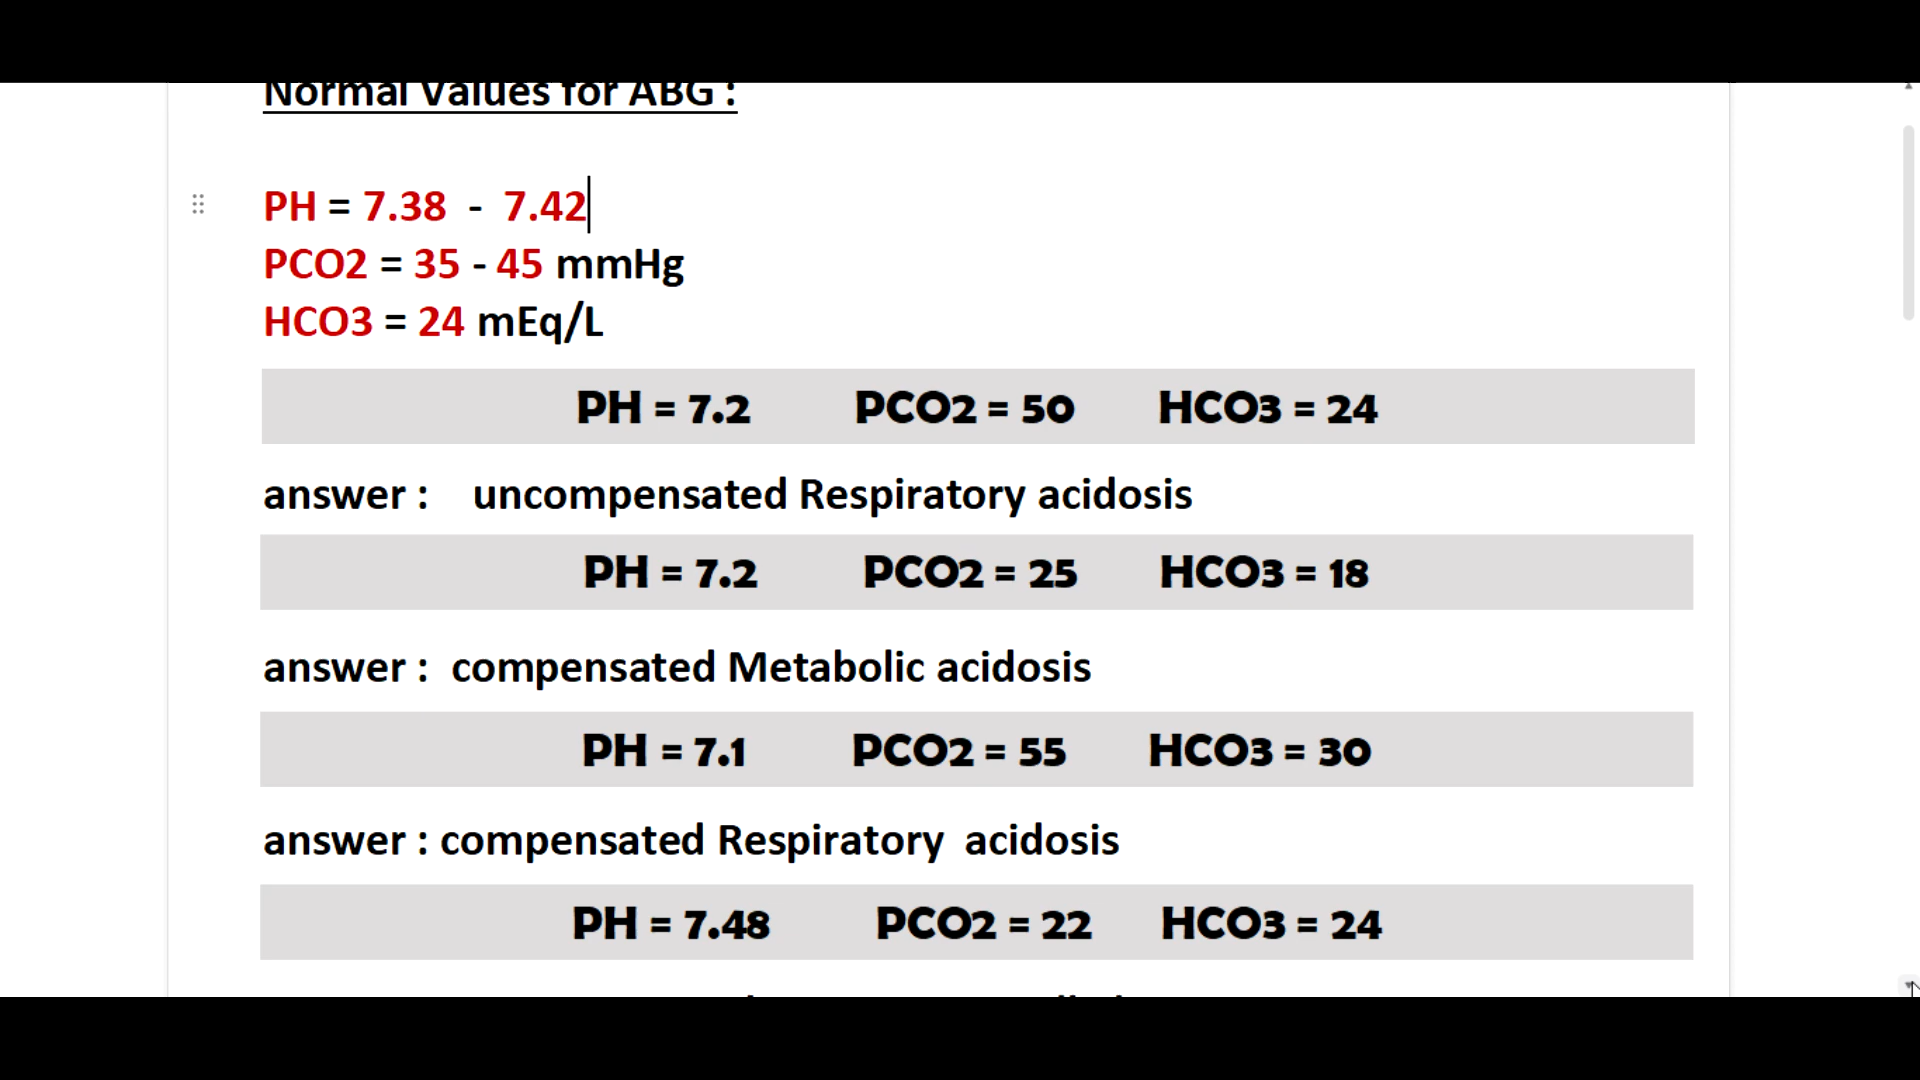 Normal Values for ABG :
PH = 7.38 - 7.42
PCO2 = 35 - 45 mmHg
HCO3 = 24 mEq/L
PH = 7.2 PCO2 = 50 HCO3 = 24
answer : uncompensated Respiratory acidosis
PH = 7.2 PCO2 = 25 HCO3 = 18
answer : compensated Metabolic acidosis
PH = 7.1 PCO2 = 55 HCO3 = 30
answer : compensated Respiratory acidosis
PH = 7.48 PCO2 = 22 HCO3 = 24